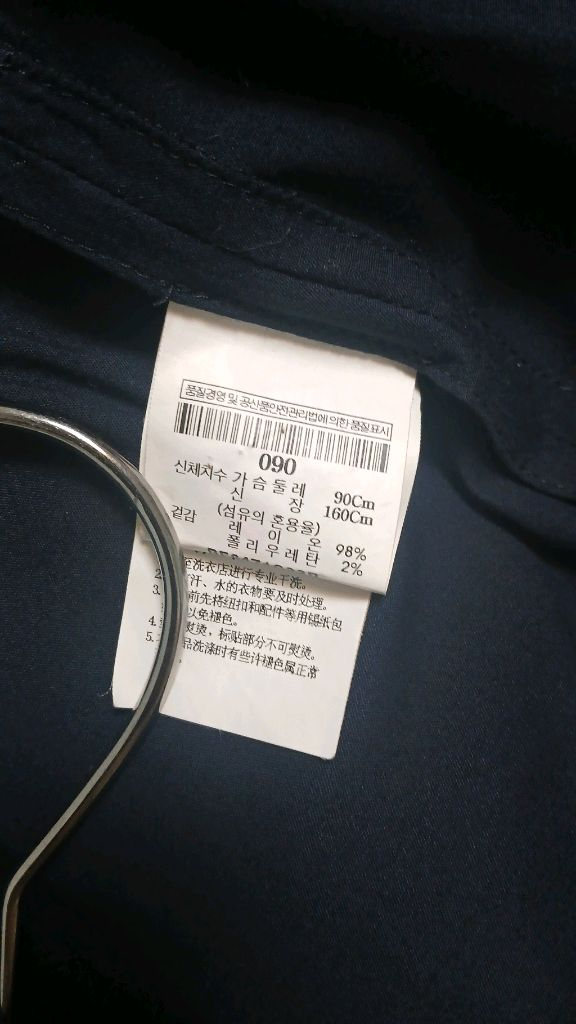 품질경영 및 공산품안전관리법에 의한 품질표시
090
신체치수 가슴둘레 90Cm
신 장 160Cm
겉감 (섬유의 혼용율)
레 이 온 98%
폴리우레탄 2%
2.
至洗衣店进行专业干洗。
3. 汗、水的衣物要及时处理。
前先将纽扣和配件等用锡纸包
以免褪色。
4. 熨烫，标贴部分不可熨烫。
5. 品洗涤时有些许褪色属正常